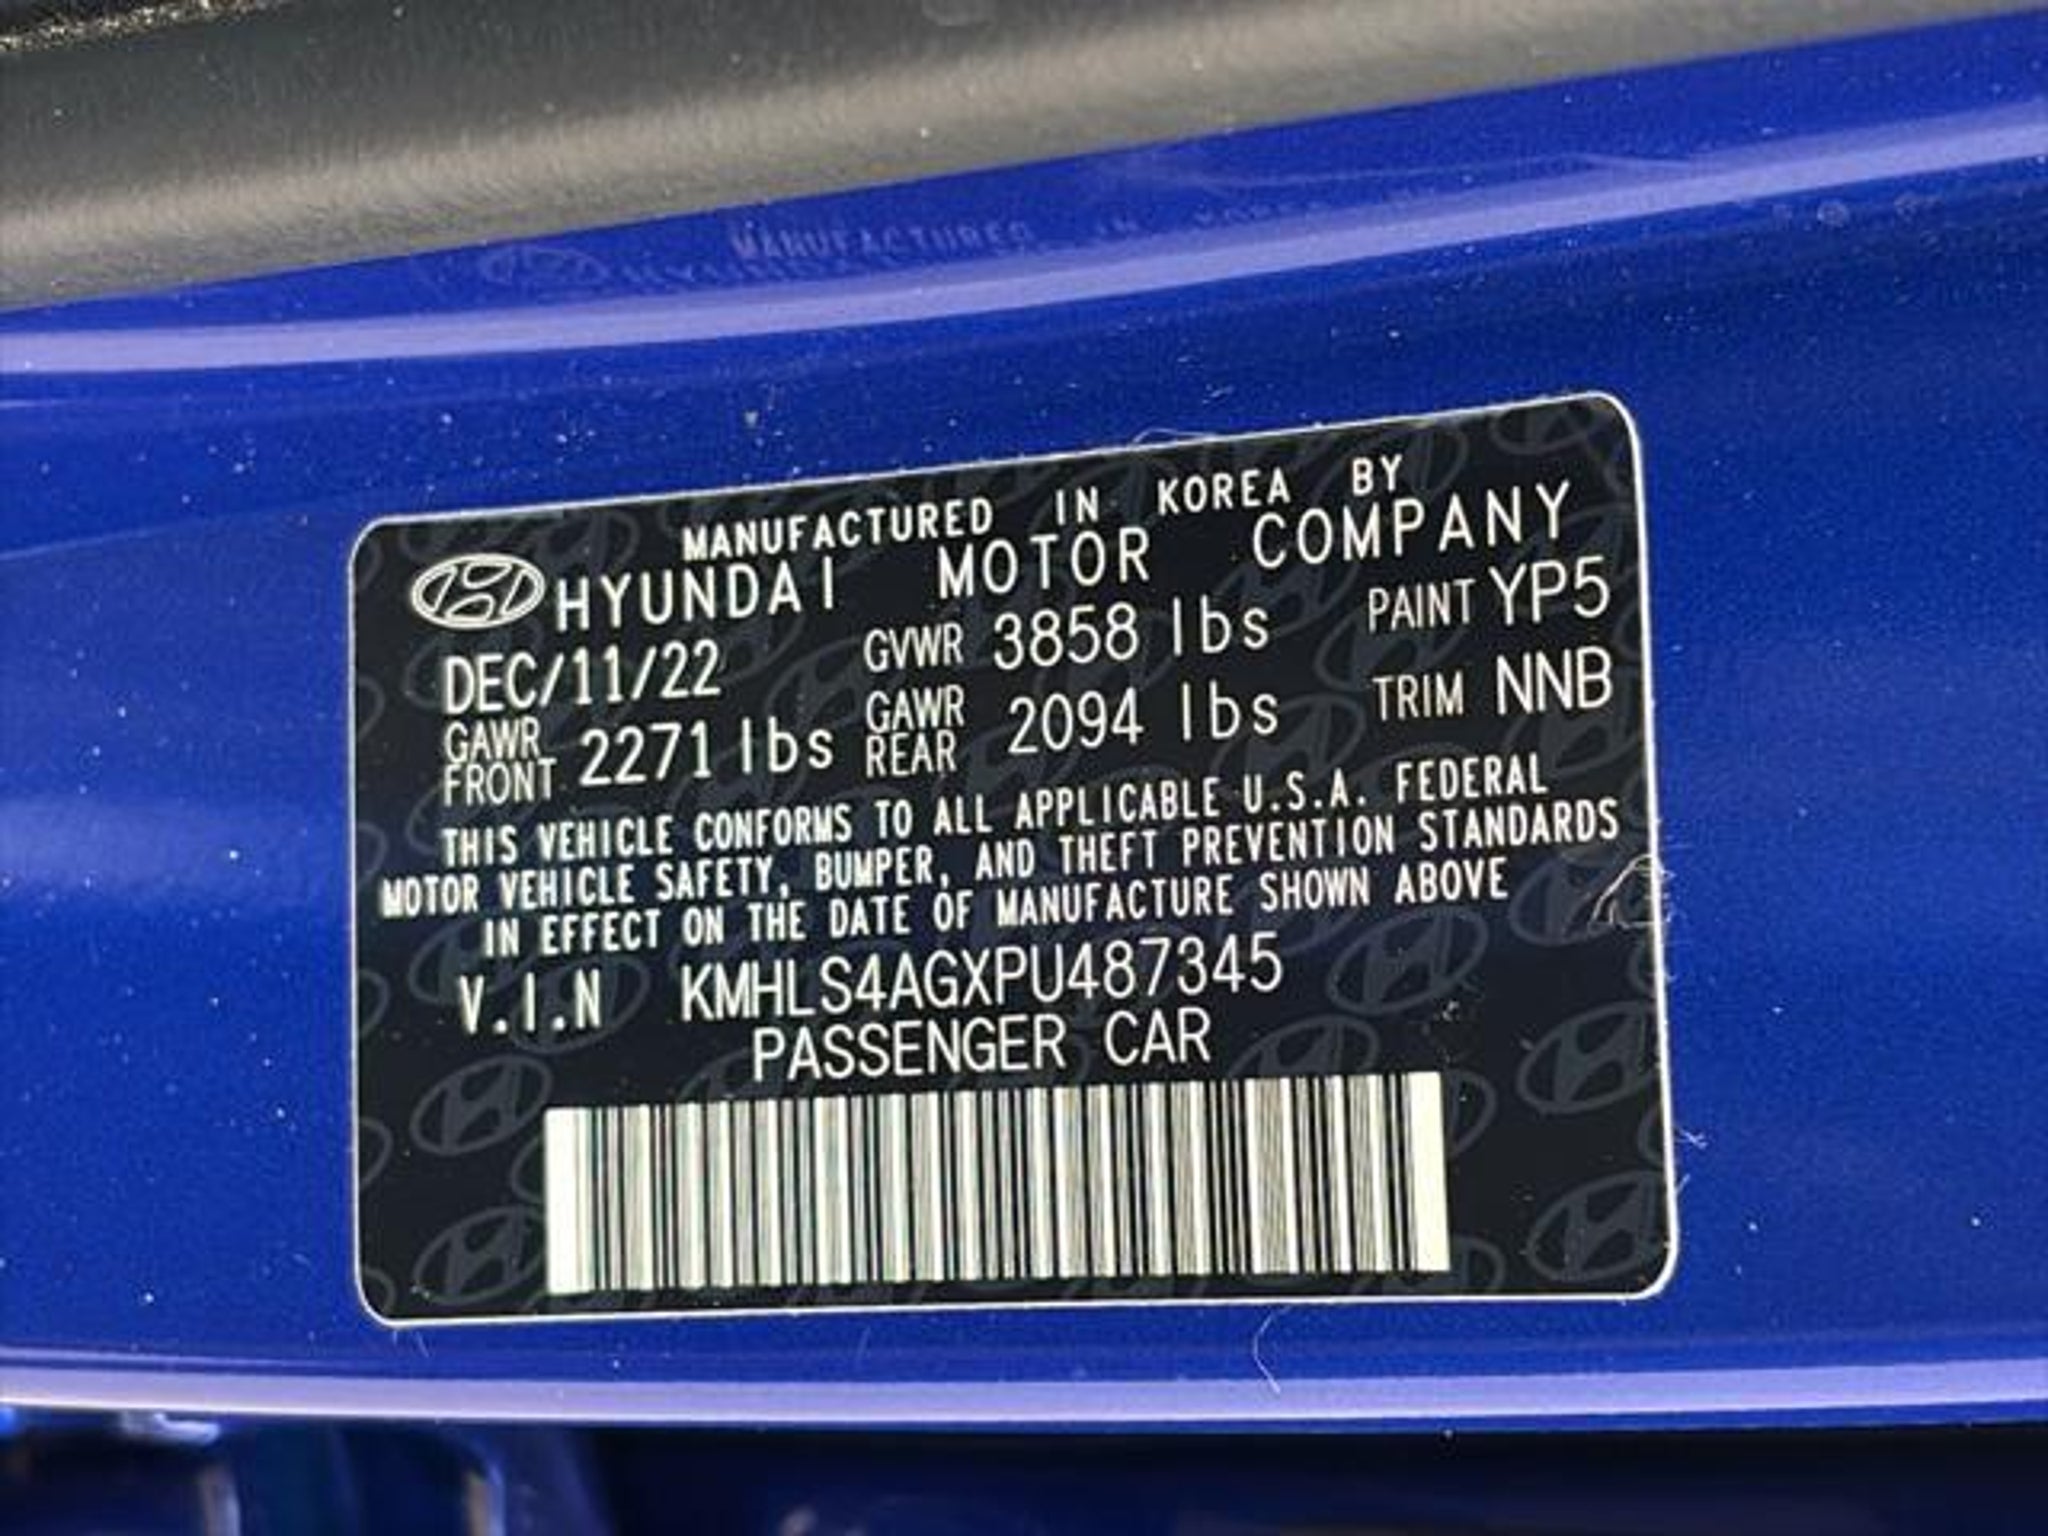 MANUFACTURED IN KOREA BY
HYUNDAI MOTOR COMPANY
DEC/11/22 GVWR 3858 lbs PAINT YP5
GAWR FRONT 2271 lbs GAWR REAR 2094 lbs TRIM NNB
THIS VEHICLE CONFORMS TO ALL APPLICABLE U.S.A. FEDERAL
MOTOR VEHICLE SAFETY, BUMPER, AND THEFT PREVENTION STANDARDS
IN EFFECT ON THE DATE OF MANUFACTURE SHOWN ABOVE
V.I.N KMHLS4AGXPU487345
PASSENGER CAR